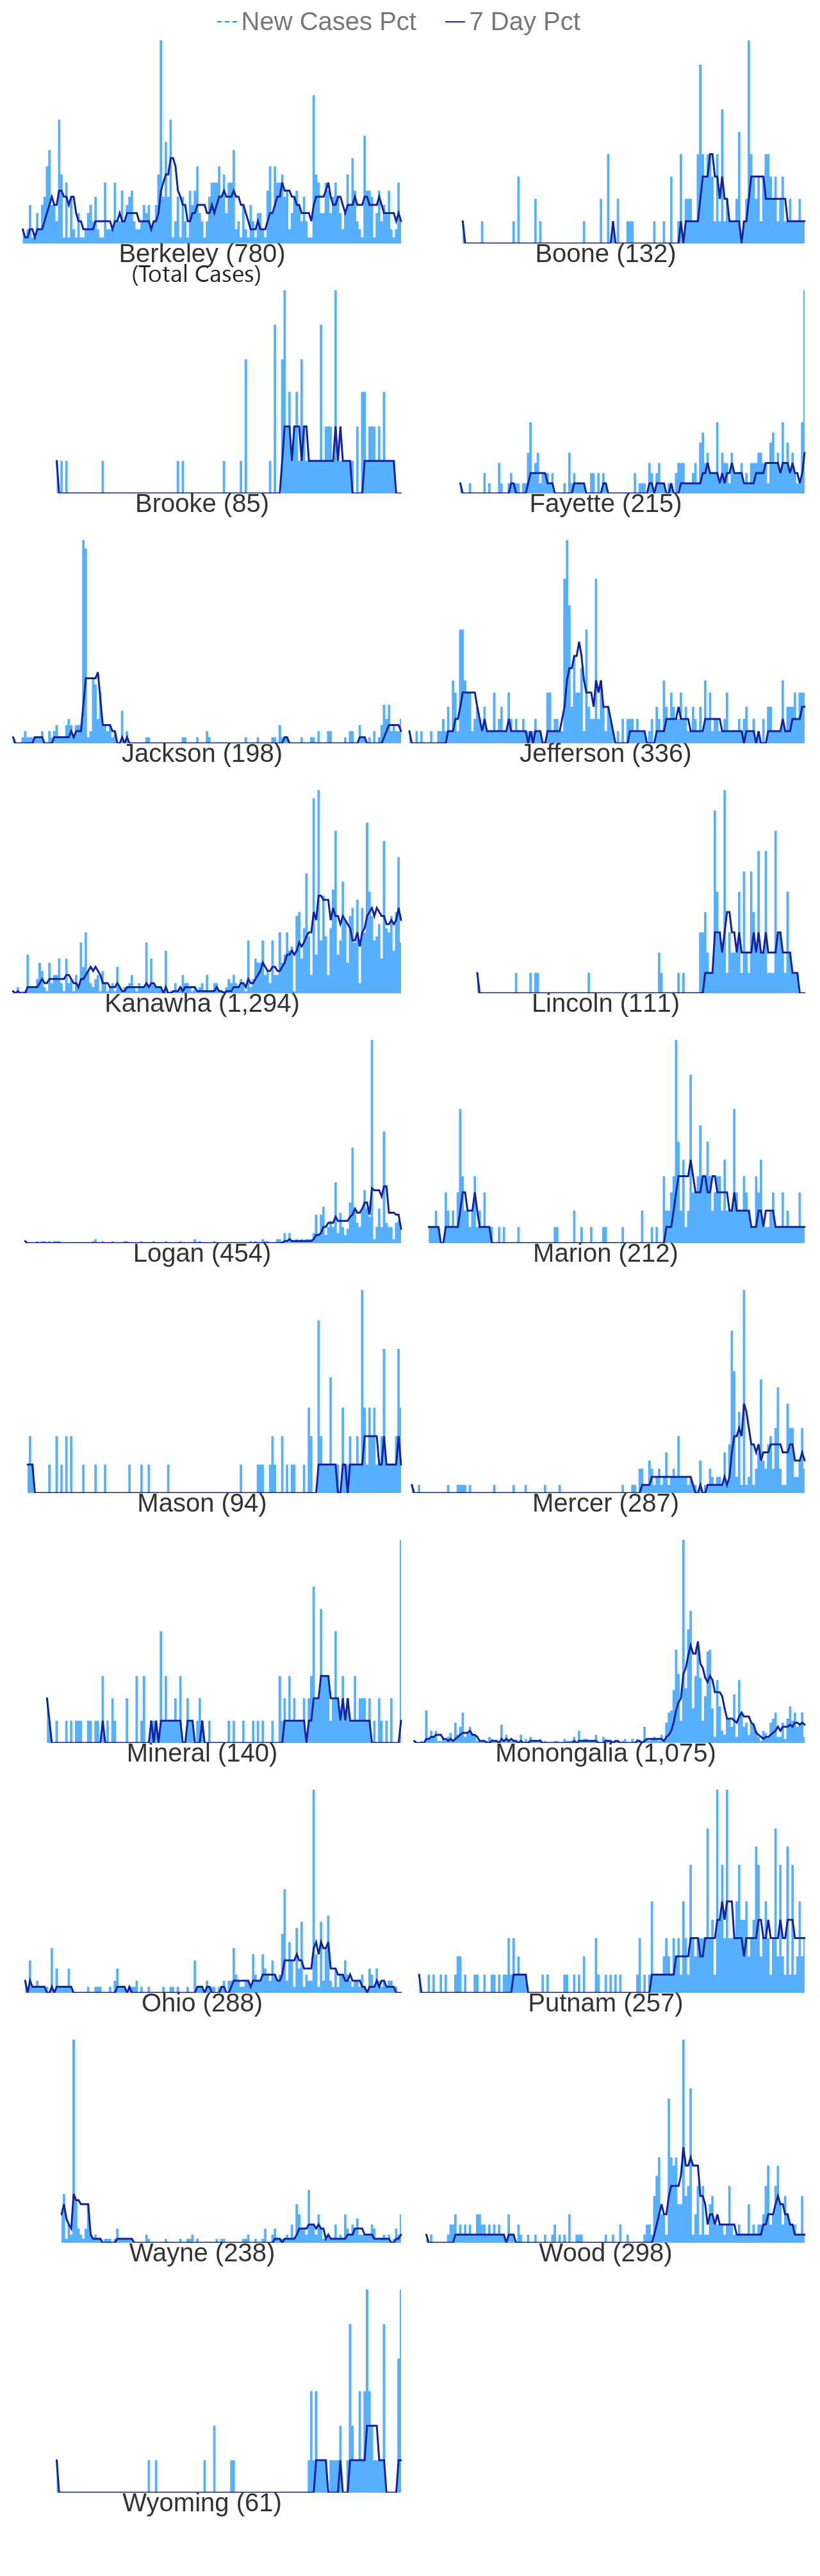 New Cases Pct 7 Day Pct
Berkeley (780) Boone (132)
(Total Cases)
Brooke (85) Fayette (215)
Jackson (198) Jefferson (336)
Kanawha (1,294) Lincoln (111)
Logan (454) Marion (212)
Mason (94) Mercer (287)
Mineral (140) Monongalia (1,075)
Ohio (288) Putnam (257)
Wayne (238) Wood (298)
Wyoming (61)